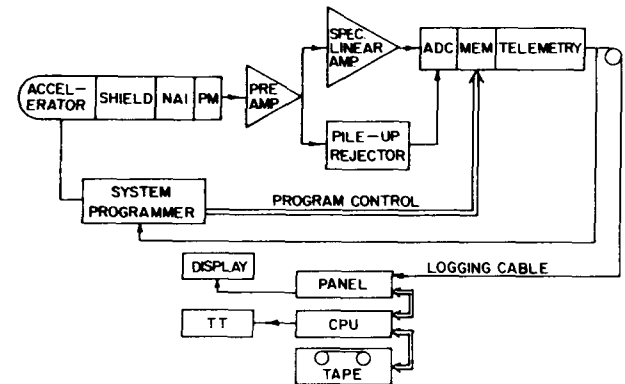 SPEC.
LINEAR
AMP.
ADC MEM TELEMETRY
ACCEL-
ERATOR
SHIELD NAI PM
PRE
AMP.
PILE-UP
REJECTOR
SYSTEM
PROGRAMMER
PROGRAM CONTROL
DISPLAY
LOGGING CABLE
PANEL
TT
CPU
TAPE